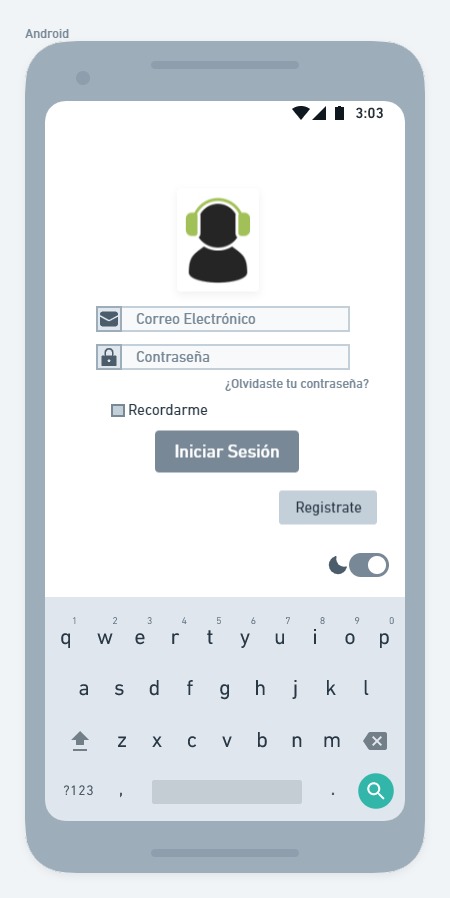 Android
3:03
Correo Electrónico
Contraseña
¿Olvidaste tu contraseña?
Recordarme
Iniciar Sesión
Registrate
1 2 3 4 5 6 7 8 9 0
q w e r t y u i o p
a s d f g h j k l
z x c v b n m
?123 , .